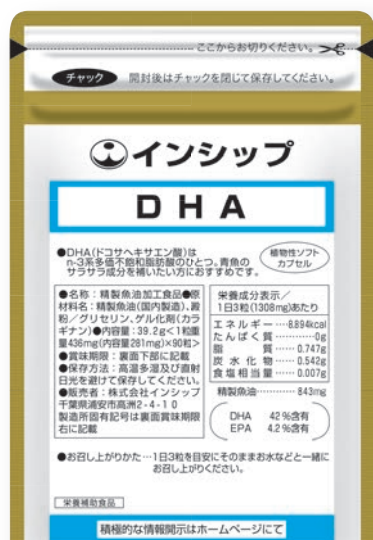 ここからお切りください。
チャック 開封後はチャックを閉じて保存してください。
インシップ
DHA
●DHA(ドコサヘキサエン酸)は
n-3系多価不飽和脂肪酸のひとつ。青魚の
サラサラ成分を補いたい方におすすめです。
植物性ソフト
カプセル
●名称：精製魚油加工食品●原
材料名：精製魚油(国内製造)、澱
粉／グリセリン、ゲル化剤(カラ
ギナン)●内容量：39.2g<1粒重
量436mg(内容量281mg)×90粒>
●賞味期限：裏面下部に記載
●保存方法：高温多湿及び直射
日光を避けて保存してください。
●販売者：株式会社インシップ
千葉県浦安市高洲2-4-10
製造所固有記号は裏面賞味期限
右に記載
栄養成分表示／
1日3粒(1308mg)あたり
エネルギー……8.894kcal
たんぱく質…………0g
脂質…………0.747g
炭水化物………0.542g
食塩相当量………0.007g
精製魚油…………843mg
DHA 42%含有
EPA 4.2%含有
●お召し上がりかた…1日3粒を目安にそのままお水などと一緒に
お召し上がりください。
栄養補助食品
積極的な情報開示はホームページにて